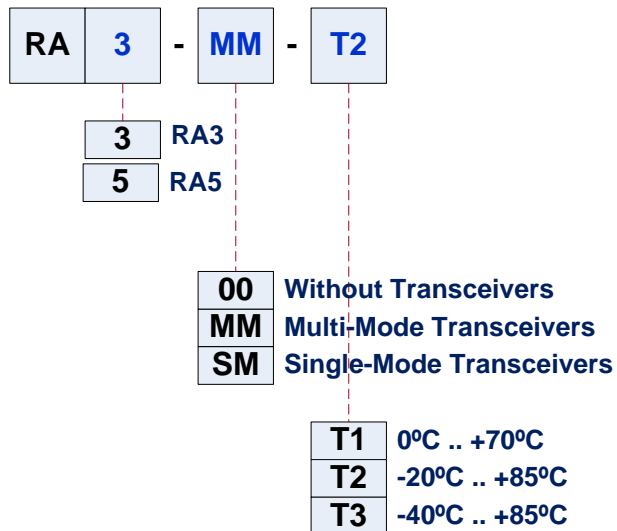 RA 3 - MM - T2
3 RA3
5 RA5
00 Without Transceivers
MM Multi-Mode Transceivers
SM Single-Mode Transceivers
T1 0ºC .. +70ºC
T2 -20ºC .. +85ºC
T3 -40ºC .. +85ºC